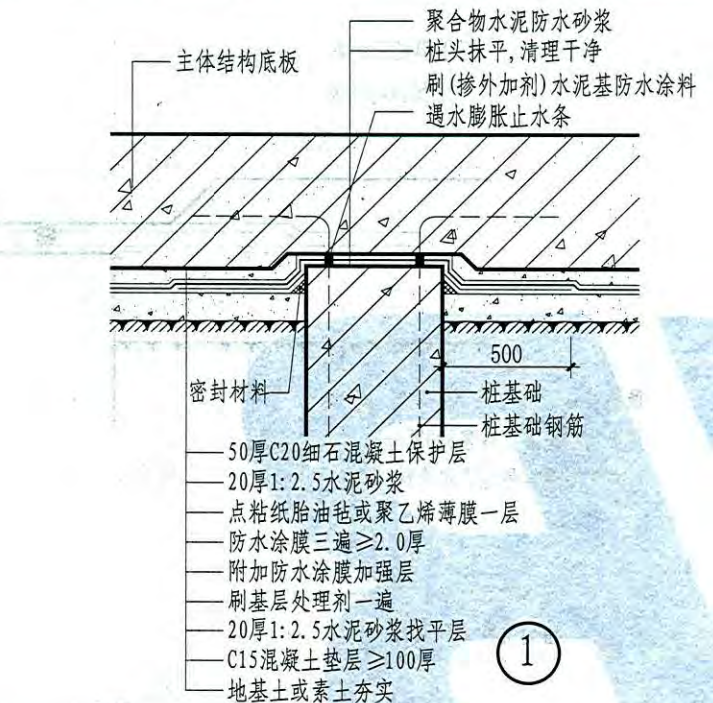 聚合物水泥防水砂浆
桩头抹平,清理干净
刷(掺外加剂)水泥基防水涂料
遇水膨胀止水条
主体结构底板
500
密封材料
桩基础
桩基础钢筋
50厚C20细石混凝土保护层
20厚1:2.5水泥砂浆
点粘纸胎油毡或聚乙烯薄膜一层
防水涂膜三遍≥2.0厚
附加防水涂膜加强层
刷基层处理剂一遍
20厚1:2.5水泥砂浆找平层
C15混凝土垫层≥100厚
地基土或素土夯实
1